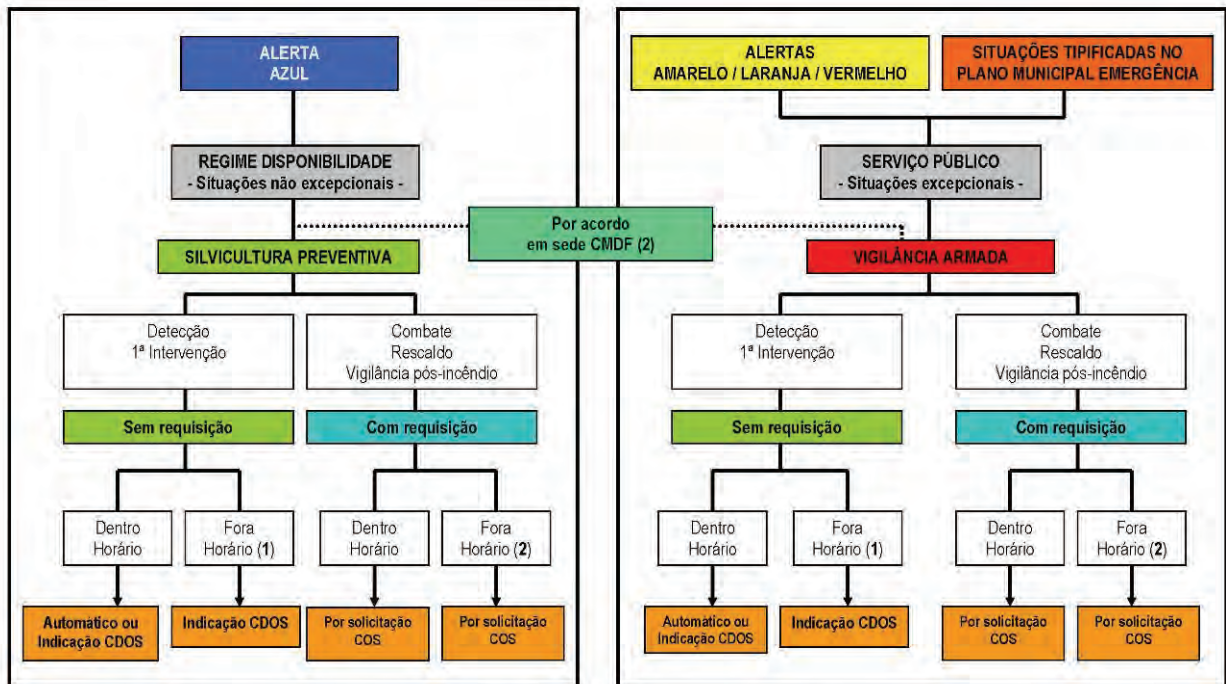 ALERTA
AZUL
REGIME DISPONIBILIDADE
- Situações não excepcionais -
SILVICULTURA PREVENTIVA
Detecção
1ª Intervenção
Combate
Rescaldo
Vigilância pós-incêndio
Sem requisição
Com requisição
Dentro
Horário
Fora
Horário (1)
Dentro
Horário
Fora
Horário (2)
Automático ou
Indicação CDOS
Indicação CDOS
Por solicitação
COS
Por solicitação
COS
Por acordo
em sede CMDF (2)
ALERTAS
AMARELO / LARANJA / VERMELHO
SITUAÇÕES TIPIFICADAS NO
PLANO MUNICIPAL EMERGÊNCIA
SERVIÇO PÚBLICO
- Situações excepcionais -
VIGILÂNCIA ARMADA
Detecção
1ª Intervenção
Combate
Rescaldo
Vigilância pós-incêndio
Sem requisição
Com requisição
Dentro
Horário
Fora
Horário (1)
Dentro
Horário
Fora
Horário (2)
Automático ou
Indicação CDOS
Indicação CDOS
Por solicitação
COS
Por solicitação
COS